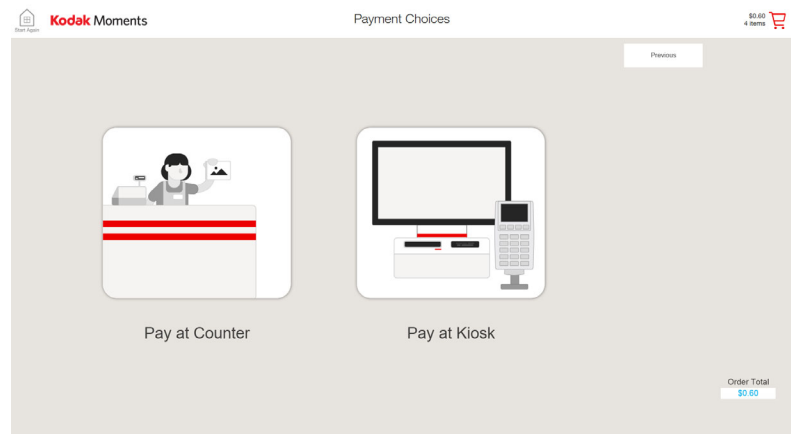 Start Again
Kodak Moments
Payment Choices
$0.60
4 items
Previous
Pay at Counter
Pay at Kiosk
Order Total
$0.60